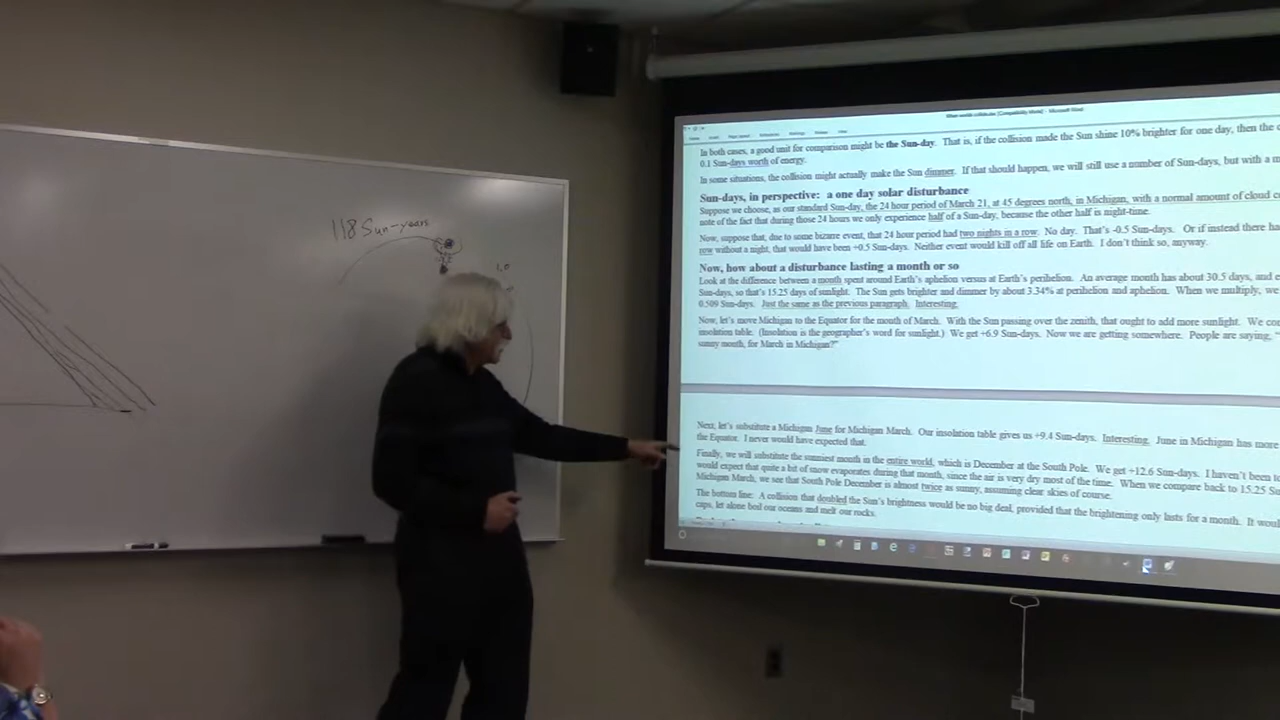 118 Sun-years
1,0
In both cases, a good unit for comparison might be the Sun-day. That is, if the collision made the Sun shine 10% brighter for one day, then the
0.1 Sun-days worth of energy.
In some situations, the collision might actually make the Sun dimmer. If that should happen, we will still use a number of Sun-days, but with a
Sun-days, in perspective: a one day solar disturbance
Suppose we choose, as our standard Sun-day, the 24 hour period of March 21, at 45 degrees north, in Michigan, with a normal amount of cloud
note of the fact that during those 24 hours we only experience half of a Sun-day, because the other half is night-time.
Now, suppose that, due to some bizarre event, that 24 hour period had two nights in a row. No day. That's -0.5 Sun-days. Or if instead there
row without a night, that would have been +0.5 Sun-days. Neither event would kill off all life on Earth. I don't think so, anyway.
Now, how about a disturbance lasting a month or so
Look at the difference between a month spent around Earth's aphelion versus at Earth's perihelion. An average month has about 30.5 days, and
Sun-days, so that's 15.25 days of sunlight. The Sun gets brighter and dimmer by about 3.34% at perihelion and aphelion. When we multiply, we
0.509 Sun-days. Just the same as the previous paragraph. Interesting.
Now, let's move Michigan to the Equator for the mouth of March. With the Sun passing over the zenith, that ought to add more sunlight. We
insolation table. (Insolation is the geographer's word for sunlight.) We get +6.9 Sun-days. Now we are getting somewhere. People are saying,
sunny mouth, for March in Michigan?"
Next, let's substitute a Michigan June for Michigan March. Our insolation table gives us +9.4 Sun-days. Interesting. June in Michigan has more
the Equator. I never would have expected that.
Finally, we will substitute the sunniest mouth in the entire world, which is December at the South Pole. We get +12.6 Sun-days. I haven't been
would expect that quite a bit of snow evaporates during that month, since the air is very dry most of the time. When we compare back to 15.25
Michigan March, we see that South Pole December is almost twice as sunny, assuming clear skies of course.
The bottom line: A collision that doubled the Sun's brightness would be no big deal, provided that the brightening only lasts for a month. It
caps, let alone boil our oceans and melt our rocks.